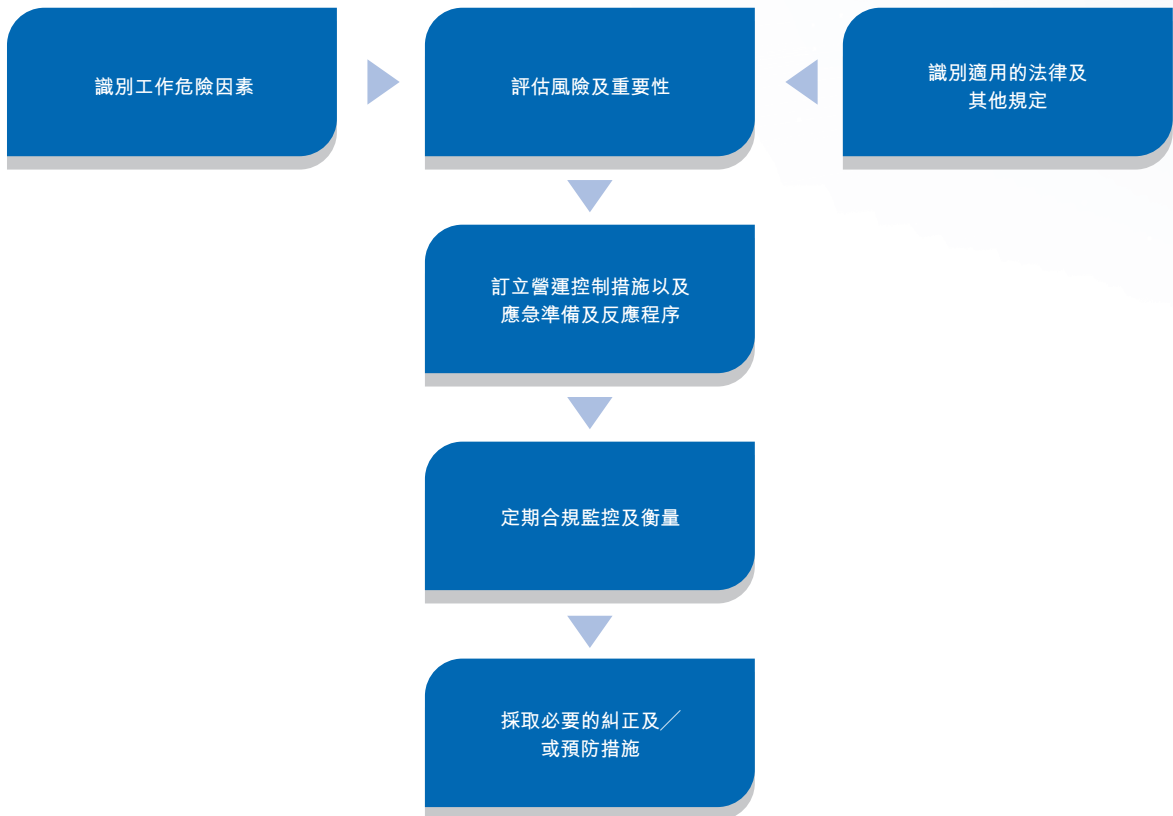 識別工作危險因素
評估風險及重要性
識別適用的法律及
其他規定
訂立營運控制措施以及
應急準備及反應程序
定期合規監控及衡量
採取必要的糾正及╱
或預防措施